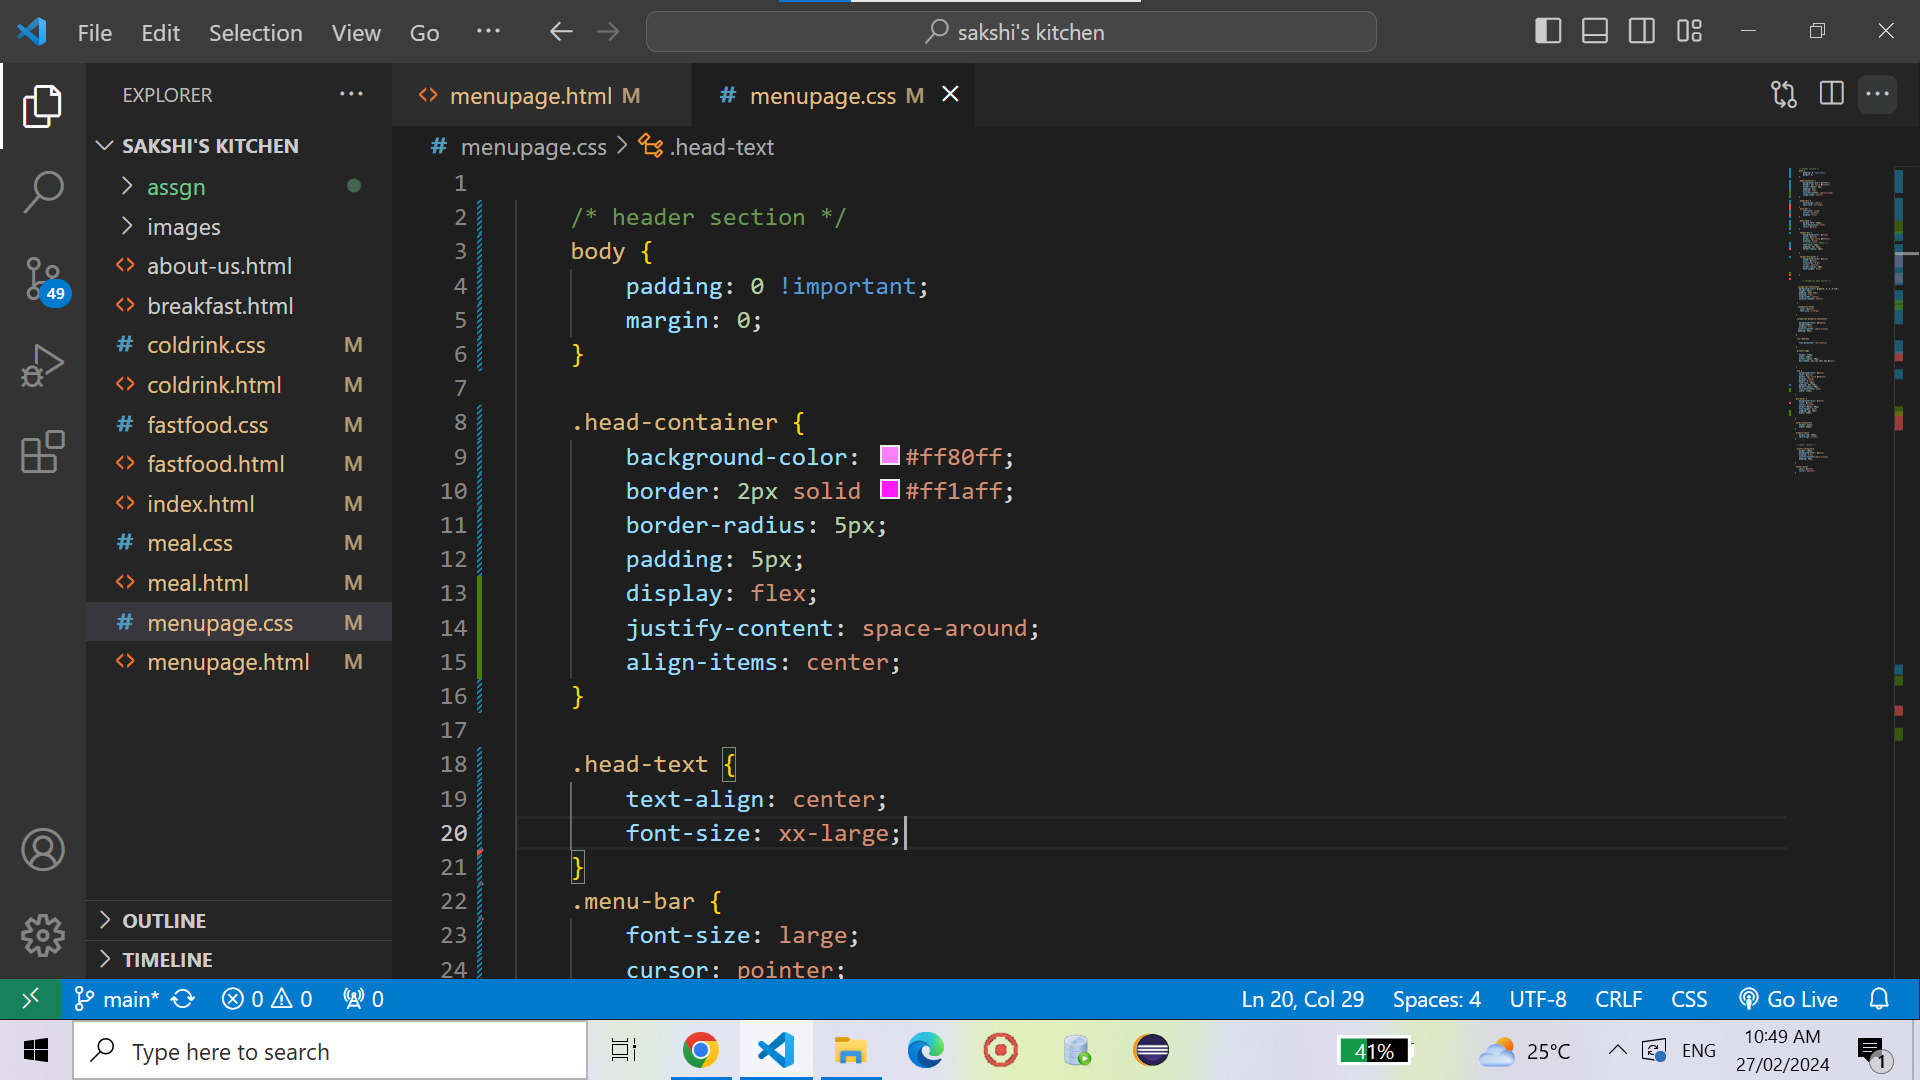 File Edit Selection View Go ··· sakshi's kitchen
EXPLORER ···
SAKSHI'S KITCHEN
assgn
images
about-us.html
breakfast.html
coldrink.css M
coldrink.html M
fastfood.css M
fastfood.html M
index.html M
meal.css M
meal.html M
menupage.css M
menupage.html M
OUTLINE
TIMELINE
49
menupage.html M # menupage.css M
# menupage.css > .head-text
1
2 /* header section */
3 body {
4 padding: 0 !important;
5 margin: 0;
6 }
7
8 .head-container {
9 background-color: #ff80ff;
10 border: 2px solid #ff1aff;
11 border-radius: 5px;
12 padding: 5px;
13 display: flex;
14 justify-content: space-around;
15 align-items: center;
16 }
17
18 .head-text {
19 text-align: center;
20 font-size: xx-large;
21 }
22 .menu-bar {
23 font-size: large;
24 cursor: pointer;
main* 0 0 0 Ln 20, Col 29 Spaces: 4 UTF-8 CRLF CSS Go Live
Type here to search 41% 25°C ENG 10:49 AM
27/02/2024 1